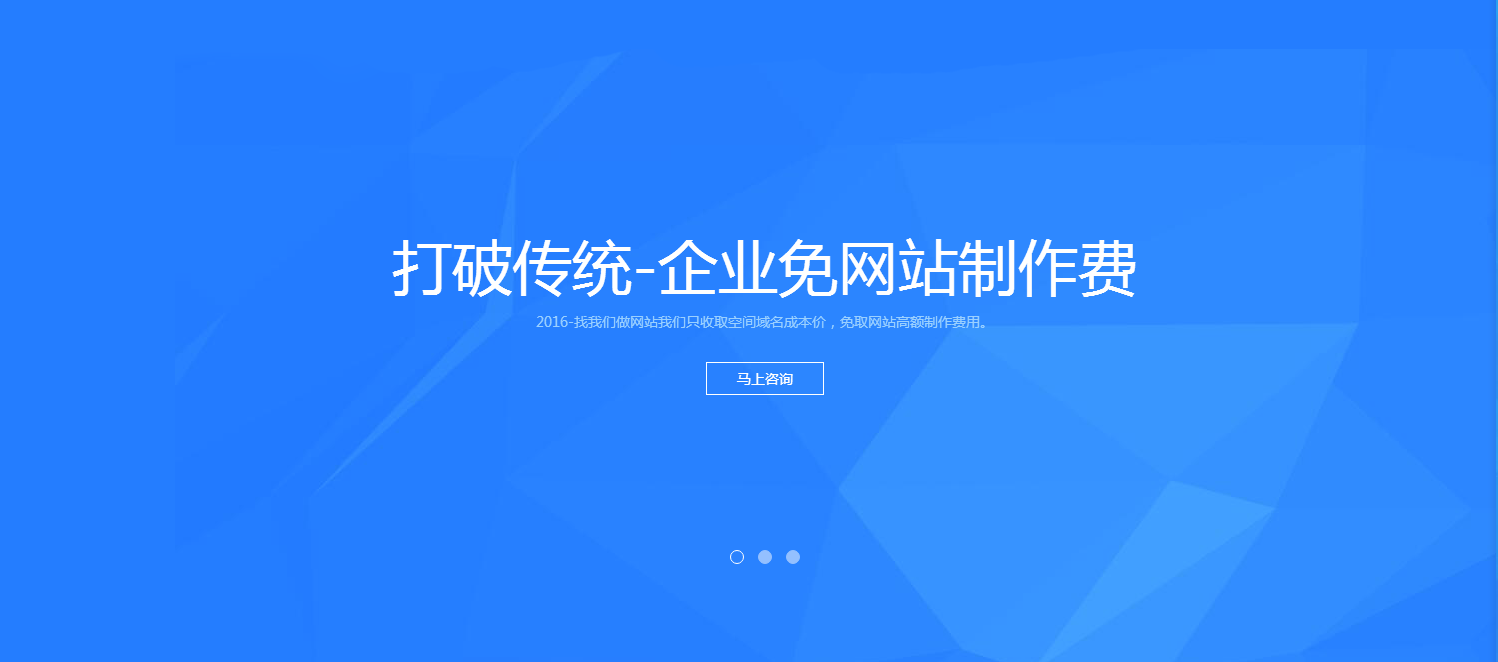 打破传统-企业免网站制作费
2016-找我们做网站我们只收取空间域名成本价，免取网站高额制作费用。
马上咨询